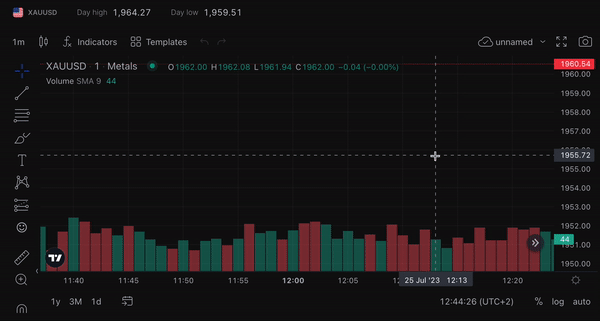 XAUUSD Day high 1,964.27 Day low 1,959.51
1m Indicators Templates unnamed
XAUUSD · 1 · Metals O1962.00 H1962.08 L1961.94 C1962.00 −0.04 (−0.00%)
Volume SMA 9 44
1960.54
1960.00
1959.00
1958.00
1957.00
1955.72
1955.00
1954.00
1953.00
1952.00
44
1951.00
1950.00
11:40 11:45 11:50 11:55 12:00 12:05 25 Jul '23 12:13 12:20
1y 3M 1d 12:44:26 (UTC+2) % log auto